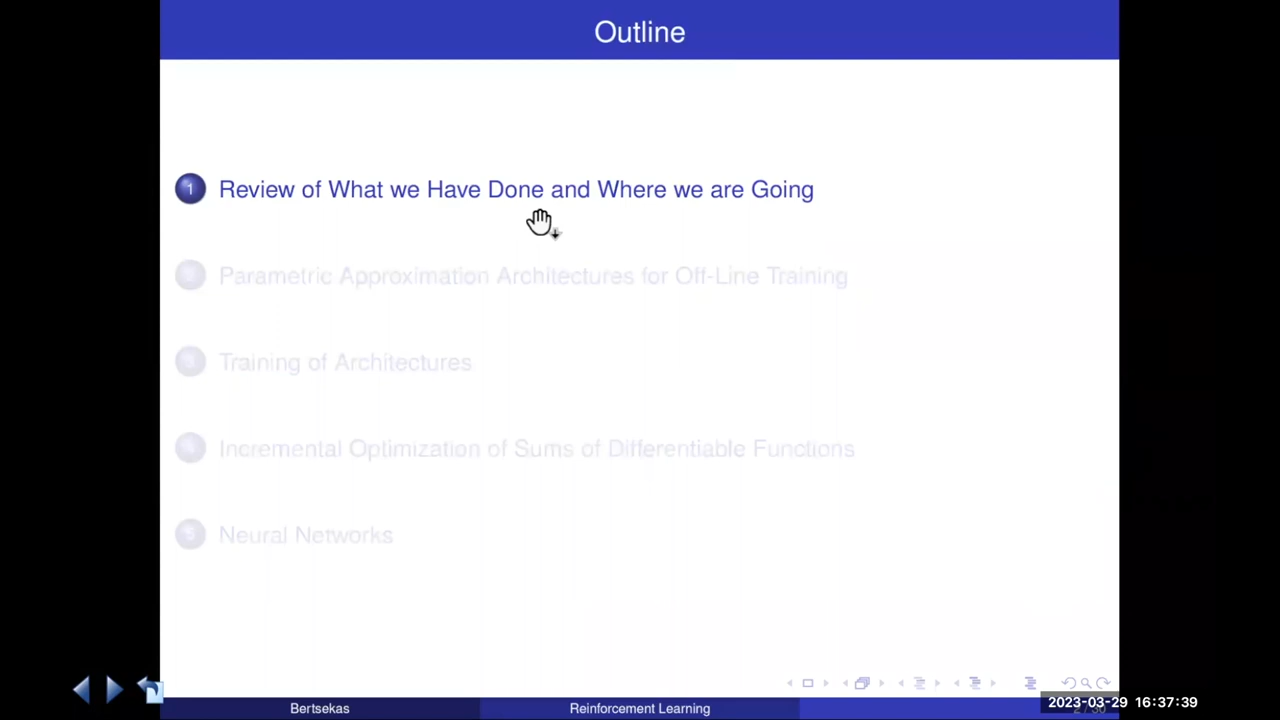 Outline
1 Review of What we Have Done and Where we are Going
2 Parametric Approximation Architectures for Off-Line Training
3 Training of Architectures
4 Incremental Optimization of Sums of Differentiable Functions
5 Neural Networks
Bertsekas
Reinforcement Learning
2023-03-29 16:37:39